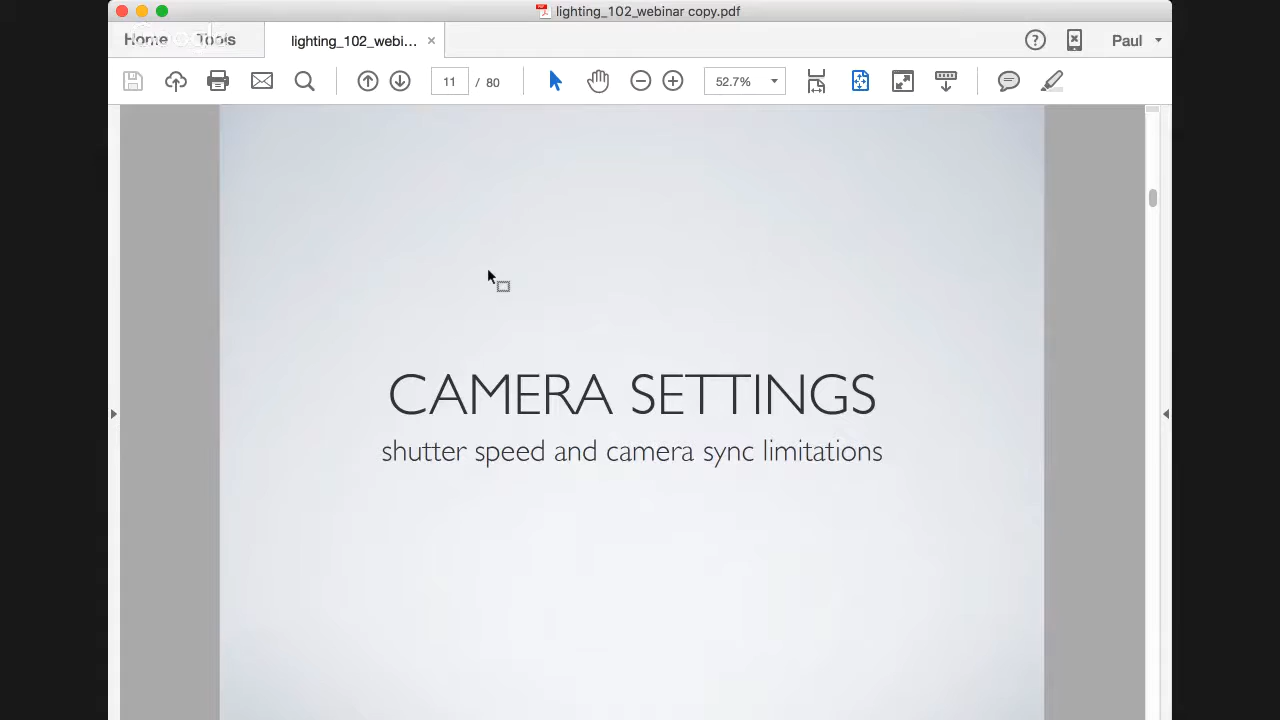 lighting_102_webinar copy.pdf
Home Tools lighting_102_webi... × ? Paul
11 / 80 52.7%
Google
CAMERA SETTINGS
shutter speed and camera sync limitations